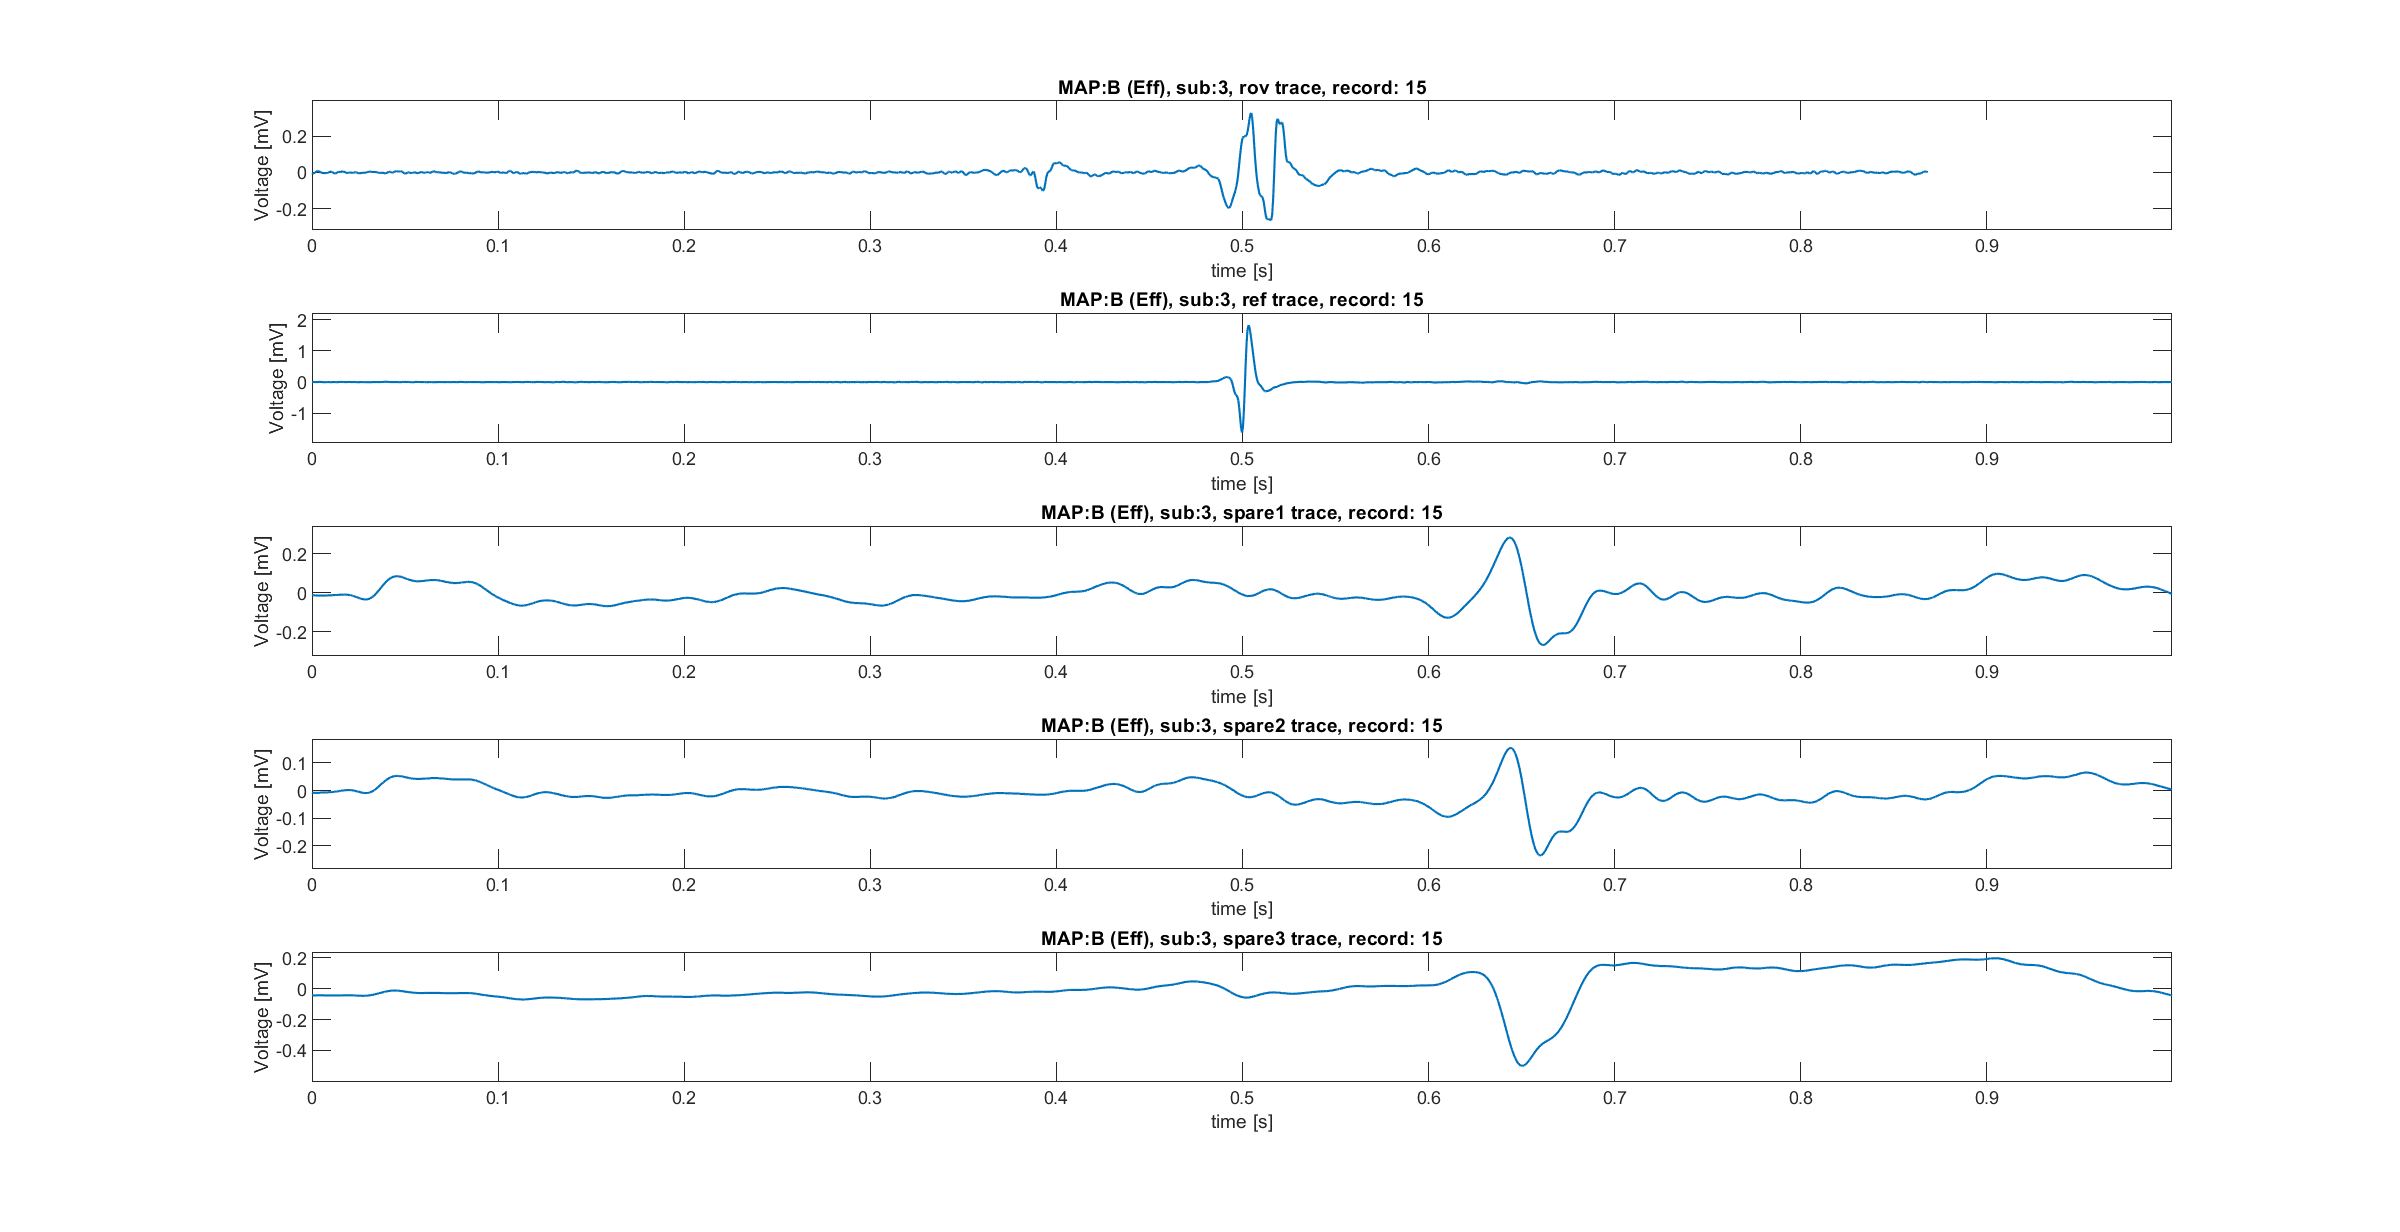 MAP:B (Eff), sub:3, rov trace, record: 15
Voltage [mV]
0.2
0
-0.2
0 0.1 0.2 0.3 0.4 0.5 0.6 0.7 0.8 0.9
time [s]
MAP:B (Eff), sub:3, ref trace, record: 15
Voltage [mV]
2
1
0
-1
0 0.1 0.2 0.3 0.4 0.5 0.6 0.7 0.8 0.9
time [s]
MAP:B (Eff), sub:3, spare1 trace, record: 15
Voltage [mV]
0.2
0
-0.2
0 0.1 0.2 0.3 0.4 0.5 0.6 0.7 0.8 0.9
time [s]
MAP:B (Eff), sub:3, spare2 trace, record: 15
Voltage [mV]
0.1
0
-0.1
-0.2
0 0.1 0.2 0.3 0.4 0.5 0.6 0.7 0.8 0.9
time [s]
MAP:B (Eff), sub:3, spare3 trace, record: 15
Voltage [mV]
0.2
0
-0.2
-0.4
0 0.1 0.2 0.3 0.4 0.5 0.6 0.7 0.8 0.9
time [s]